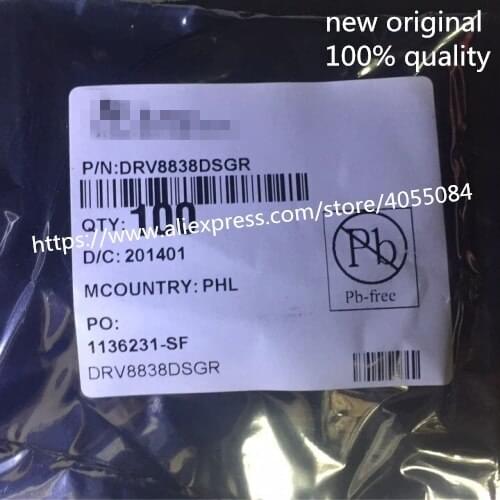 new original
100% quality
P/N:DRV8838DSGR
QTY: 100
https://www.aliexpress.com/store/4055084
D/C: 201401
Pb
Pb-free
MCOUNTRY: PHL
PO:
1136231-SF
DRV8838DSGR